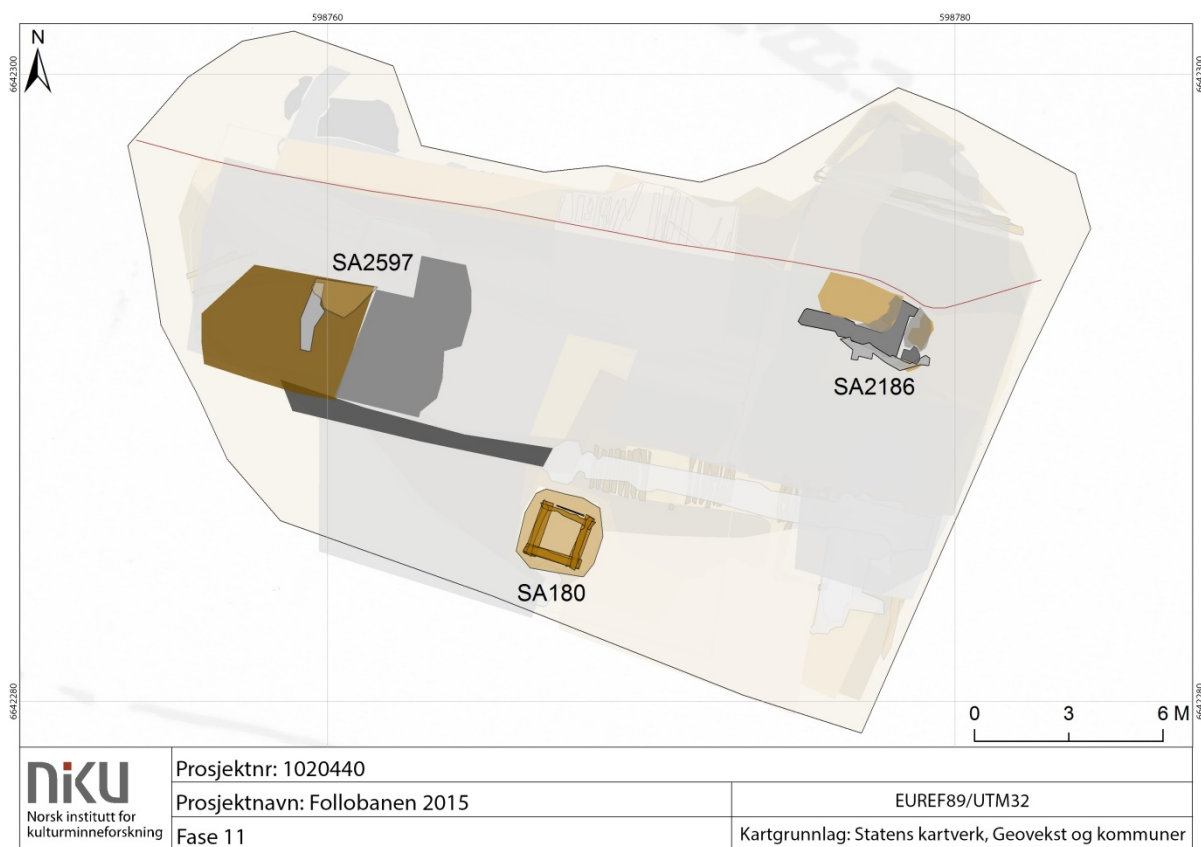 598760
598780
N
6642300
6642300
SA2597
SA2186
SA180
6642280
6642280
0 3 6 M
niku
Norsk institutt for
kulturminneforskning
Prosjektnr: 1020440
Prosjektnavn: Follobanen 2015
EUREF89/UTM32
Fase 11
Kartgrunnlag: Statens kartverk, Geovekst og kommuner